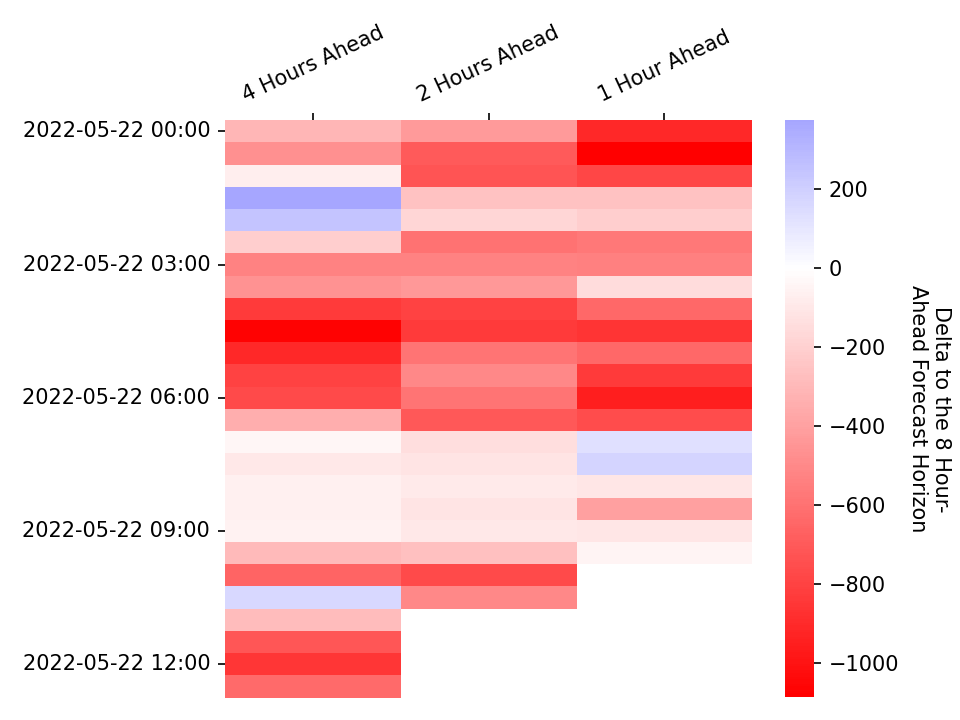 4 Hours Ahead
2 Hours Ahead
1 Hour Ahead
2022-05-22 00:00
2022-05-22 03:00
2022-05-22 06:00
2022-05-22 09:00
2022-05-22 12:00
200
0
−200
−400
−600
−800
−1000
Delta to the 8 Hour-
Ahead Forecast Horizon